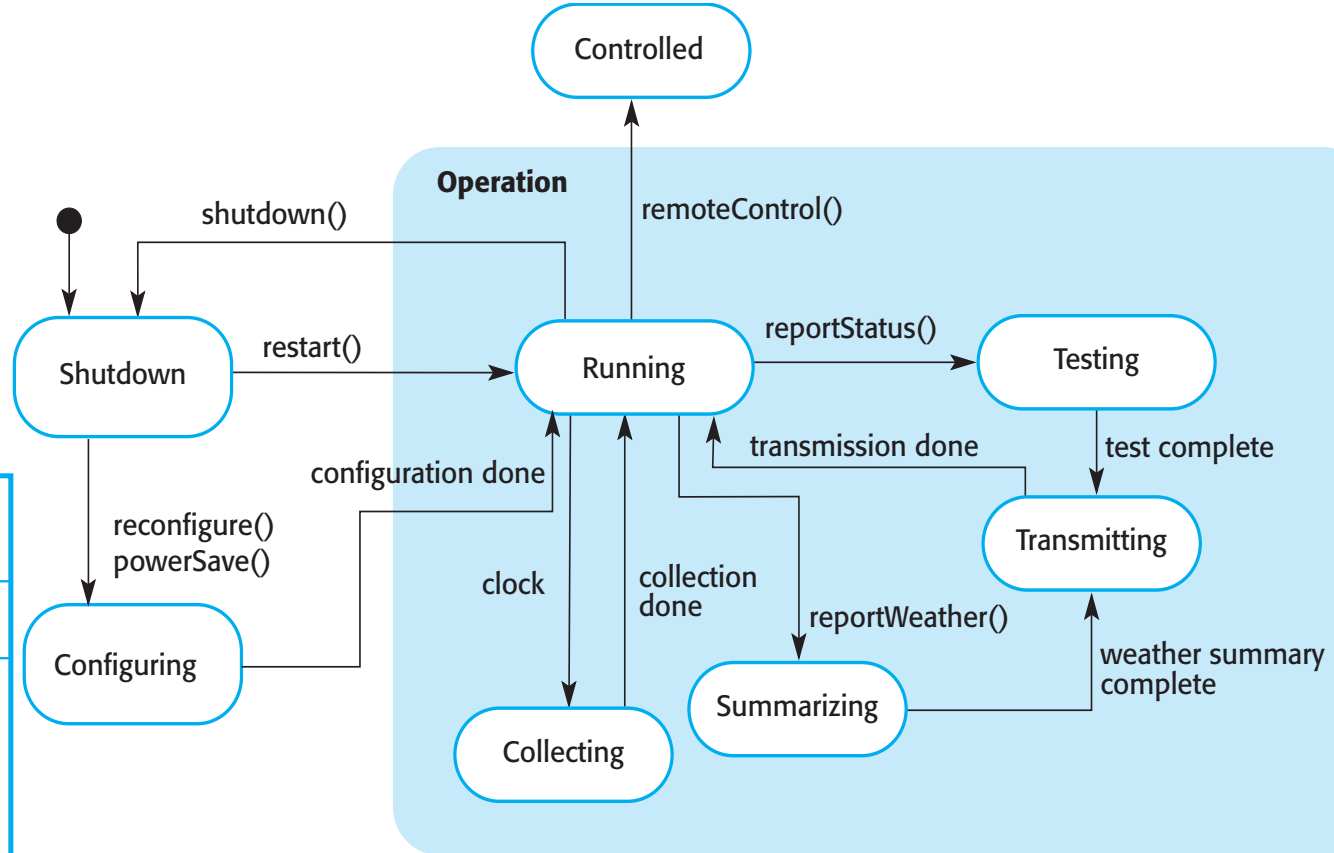 Controlled
Operation
shutdown()
remoteControl()
reportStatus()
restart()
Shutdown
Running
Testing
transmission done
test complete
configuration done
reconfigure()
powerSave()
Transmitting
clock
collection
done
reportWeather()
Configuring
weather summary
complete
Summarizing
Collecting